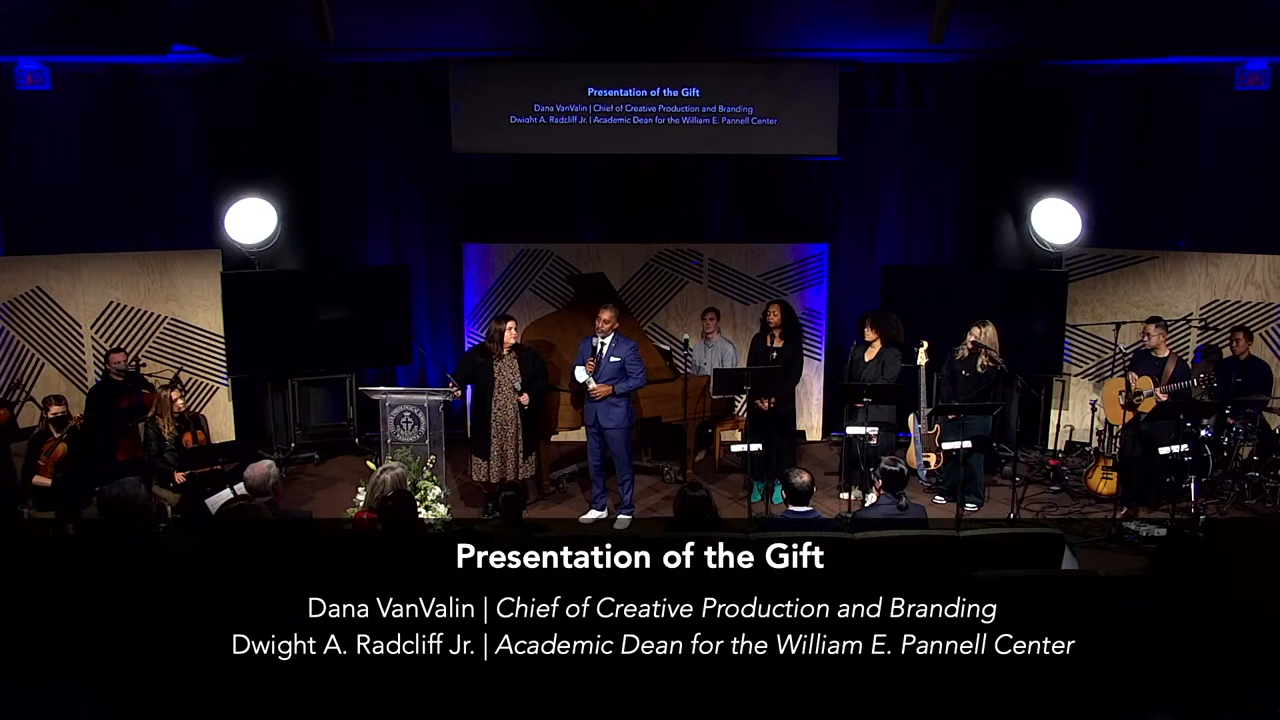 Presentation of the Gift
Dana VanValin | Chief of Creative Production and Branding
Dwight A. Radcliff Jr. | Academic Dean for the William E. Pannell Center
Presentation of the Gift
Dana VanValin | Chief of Creative Production and Branding
Dwight A. Radcliff Jr. | Academic Dean for the William E. Pannell Center